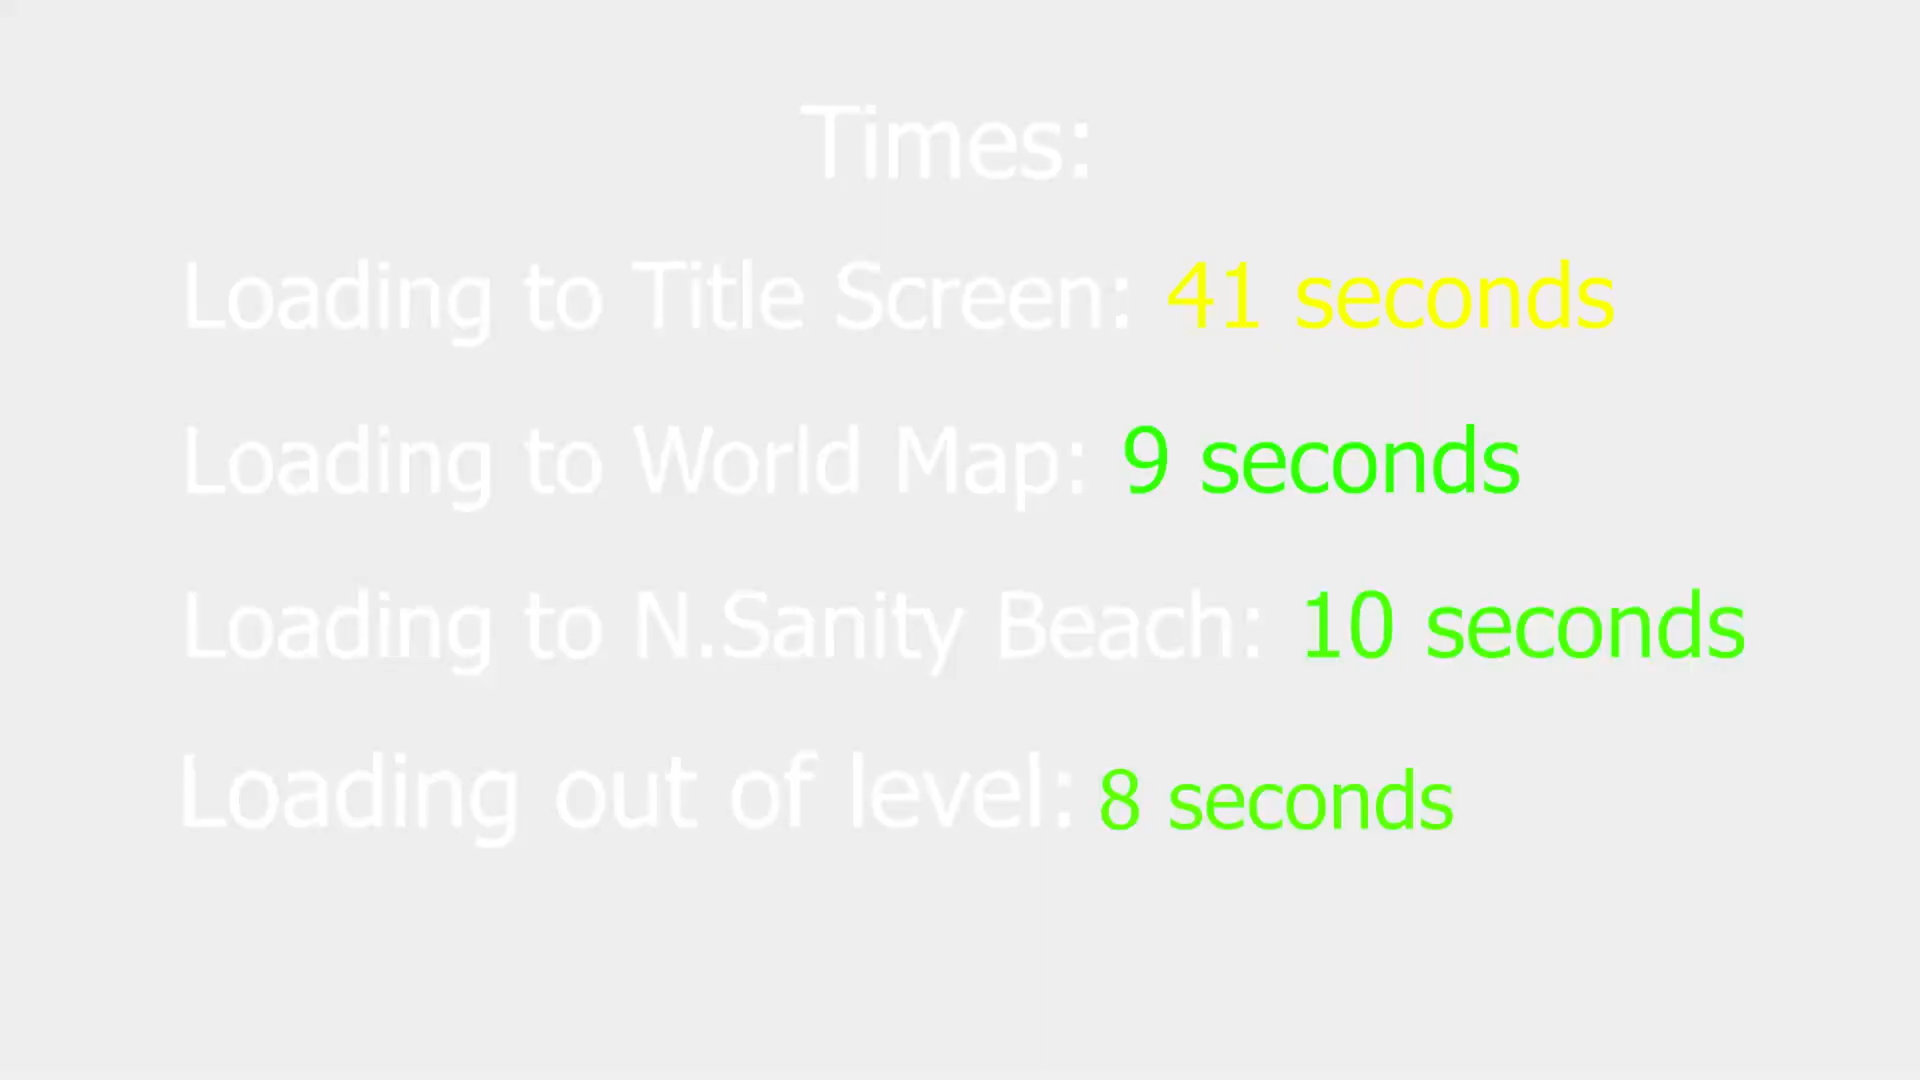 Times:
Loading to Title Screen: 41 seconds
Loading to World Map: 9 seconds
Loading to N.Sanity Beach: 10 seconds
Loading out of level: 8 seconds